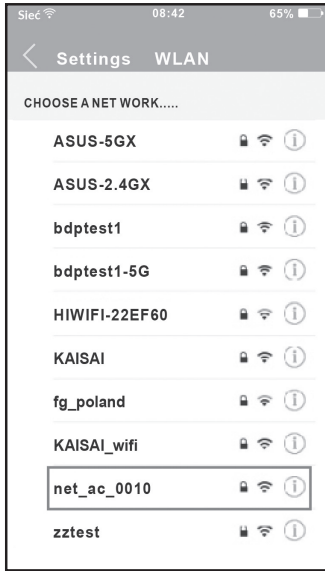 Sieć 08:42 65%
Settings WLAN
CHOOSE A NET WORK.....
ASUS-5GX
ASUS-2.4GX
bdptest1
bdptest1-5G
HIWIFI-22EF60
KAISAI
fg_poland
KAISAI_wifi
net_ac_0010
zztest